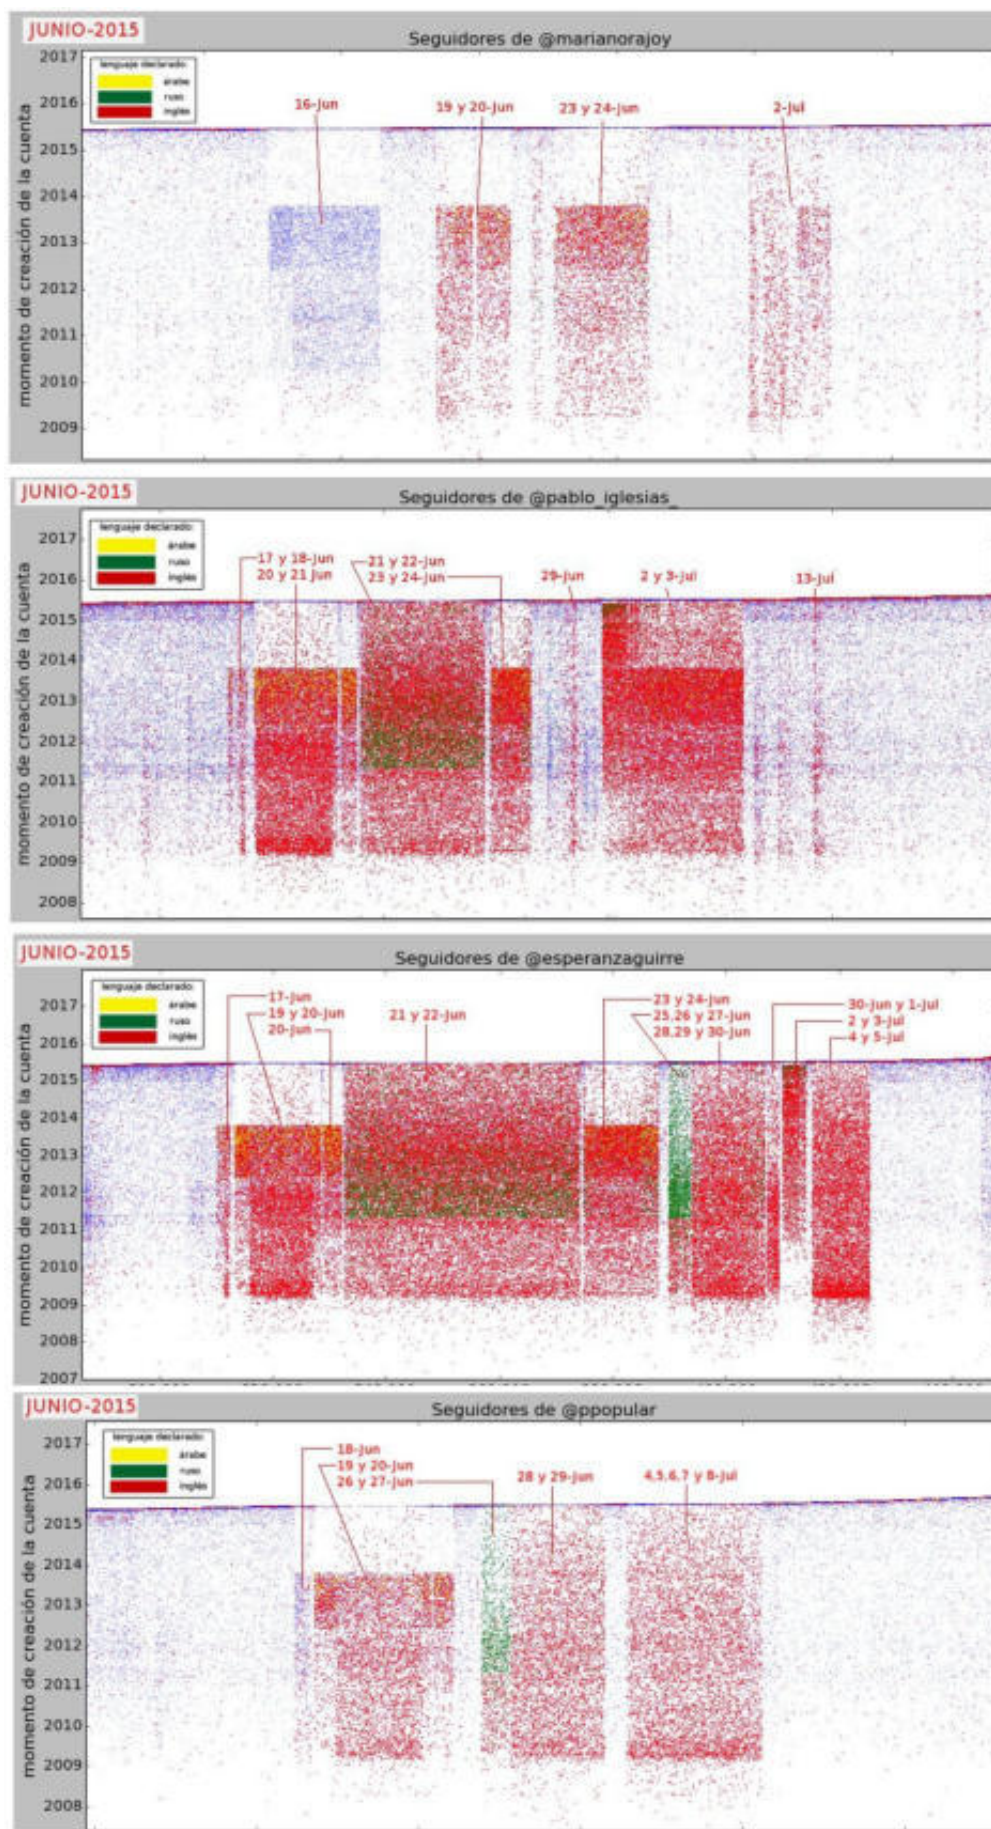 JUNIO-2015
Seguidores de @marianorajoy
lenguaje declarado:
árabe
ruso
inglés
momento de creación de la cuenta
2017
2016
2015
2014
2013
2012
2011
2010
2009
16-Jun
19 y 20-Jun
23 y 24-Jun
2-Jul
JUNIO-2015
Seguidores de @pablo_iglesias_
lenguaje declarado:
árabe
ruso
inglés
momento de creación de la cuenta
2017
2016
2015
2014
2013
2012
2011
2010
2009
2008
17 y 18-Jun
20 y 21 Jun
21 y 22-Jun
23 y 24-Jun
29-Jun
2 y 3-Jul
13-Jul
JUNIO-2015
Seguidores de @esperanzaguirre
lenguaje declarado:
árabe
ruso
inglés
momento de creación de la cuenta
2017
2016
2015
2014
2013
2012
2011
2010
2009
2008
2007
17-Jun
19 y 20-Jun
20-Jun
21 y 22-Jun
23 y 24-Jun
25,26 y 27-Jun
28,29 y 30-Jun
30-Jun y 1-Jul
2 y 3-Jul
4 y 5-Jul
JUNIO-2015
Seguidores de @ppopular
lenguaje declarado:
árabe
ruso
inglés
momento de creación de la cuenta
2017
2016
2015
2014
2013
2012
2011
2010
2009
2008
18-Jun
19 y 20-Jun
26 y 27-Jun
28 y 29-Jun
4,5,6,7 y 8-Jul